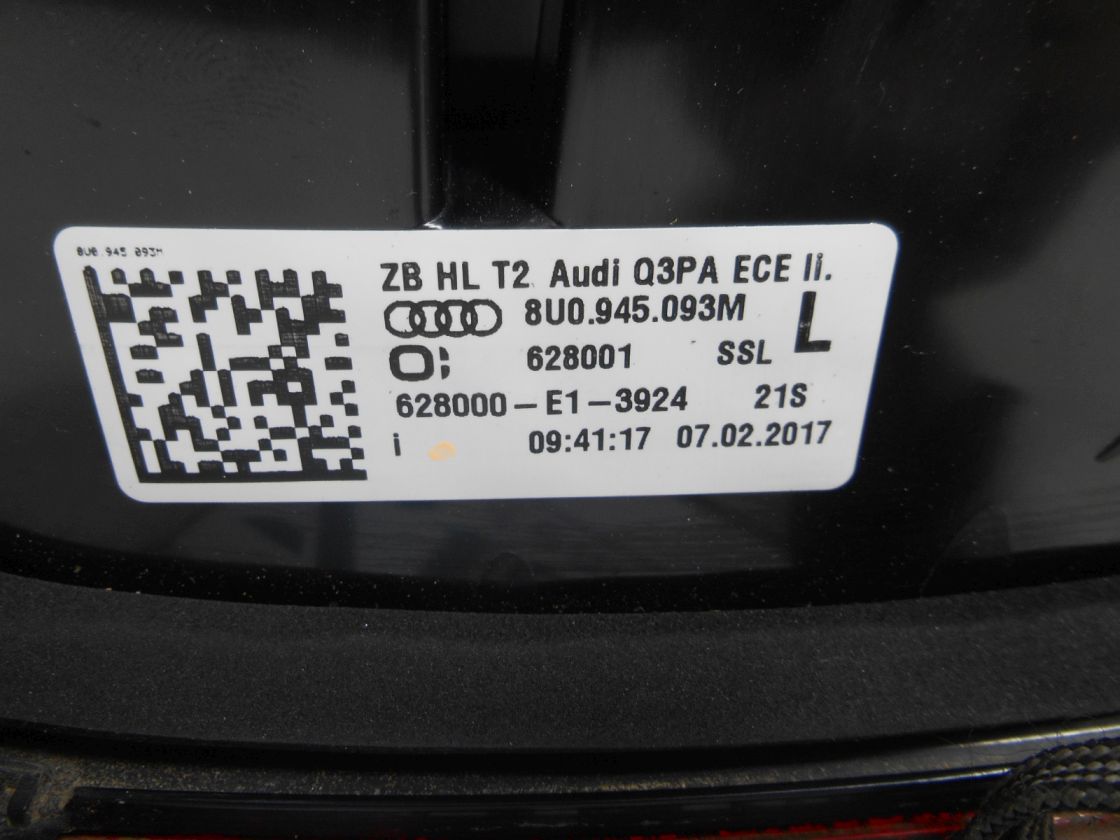 8U0.945.093M
ZB HL T2 Audi Q3PA ECE li.
8U0.945.093M L
628001 SSL
628000-E1-3924 21S
i 09:41:17 07.02.2017